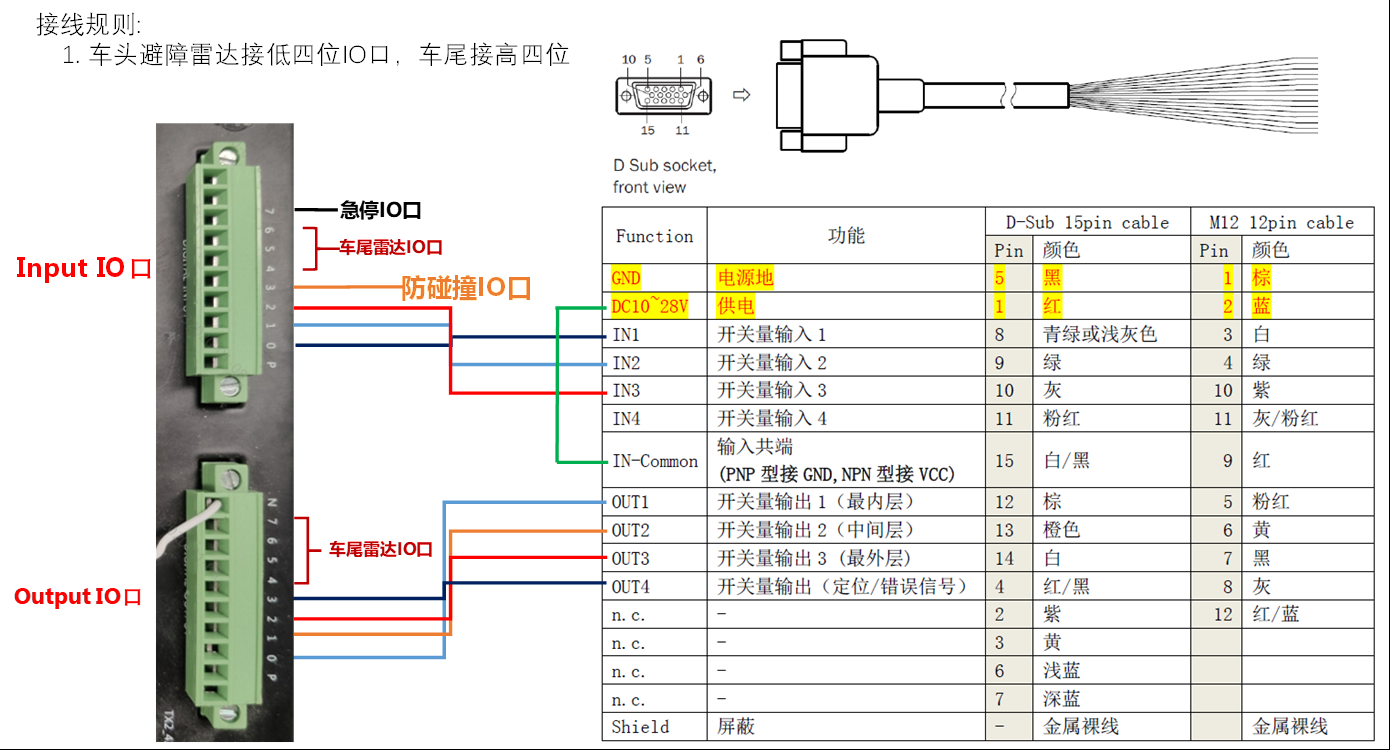 接线规则:
1. 车头避障雷达接低四位IO口，车尾接高四位
10 5 1 6
15 11
D Sub socket,
front view
Input IO口
急停IO口
车尾雷达IO口
防碰撞IO口
7
6
5
4
3
2
1
0
P
Output IO口
车尾雷达IO口
N
7
6
5
4
3
2
1
0
P
Function 功能 D-Sub 15pin cable M12 12pin cable
Pin 颜色 Pin 颜色
GND 电源地 5 黑 1 棕
DC10~28V 供电 1 红 2 蓝
IN1 开关量输入 1 8 青绿或浅灰色 3 白
IN2 开关量输入 2 9 绿 4 绿
IN3 开关量输入 3 10 灰 10 紫
IN4 开关量输入 4 11 粉红 11 灰/粉红
IN-Common 输入共端 15 白/黑 9 红
(PNP 型接 GND,NPN 型接 VCC)
OUT1 开关量输出 1（最内层） 12 棕 5 粉红
OUT2 开关量输出 2（中间层） 13 橙色 6 黄
OUT3 开关量输出 3（最外层） 14 白 7 黑
OUT4 开关量输出（定位/错误信号） 4 红/黑 8 灰
n.c. - 2 紫 12 红/蓝
n.c. - 3 黄
n.c. - 6 浅蓝
n.c. - 7 深蓝
Shield 屏蔽 - 金属裸线 金属裸线